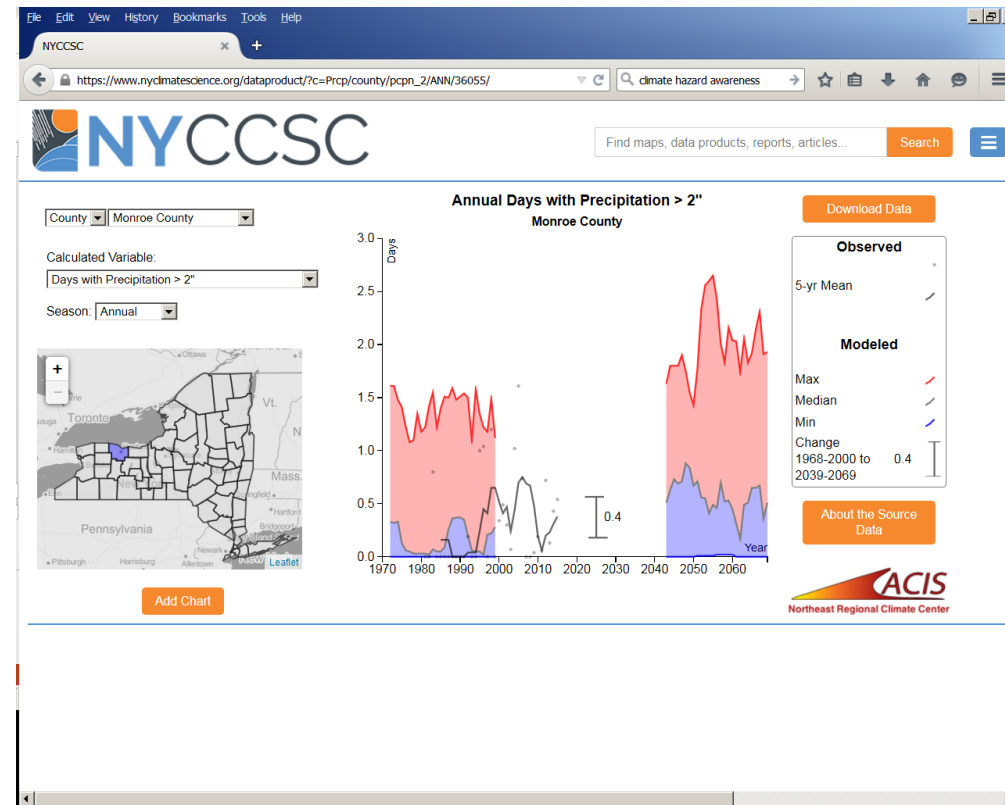 File Edit View History Bookmarks Tools Help
NYCCSC
https://www.nyclimatescience.org/dataproduct/?c=Prcp/county/pcpn_2/ANN/36055/
climate hazard awareness
NYCCSC
Find maps, data products, reports, articles...
Search
County Monroe County
Calculated Variable:
Days with Precipitation > 2"
Season: Annual
+
−
Ottawa
Toronto
Hamilton
Vt.
Mass.
Springfield
Hartford
Bridgeport
Pennsylvania
Newark
Pittsburgh Harrisburg Allentown
Leaflet
Add Chart
Annual Days with Precipitation > 2"
Monroe County
Days
3.0
2.5
2.0
1.5
1.0
0.5
0.0
0.4
Year
1970 1980 1990 2000 2010 2020 2030 2040 2050 2060
Download Data
Observed
5-yr Mean
Modeled
Max
Median
Min
Change
1968-2000 to 0.4
2039-2069
About the Source
Data
ACIS
Northeast Regional Climate Center